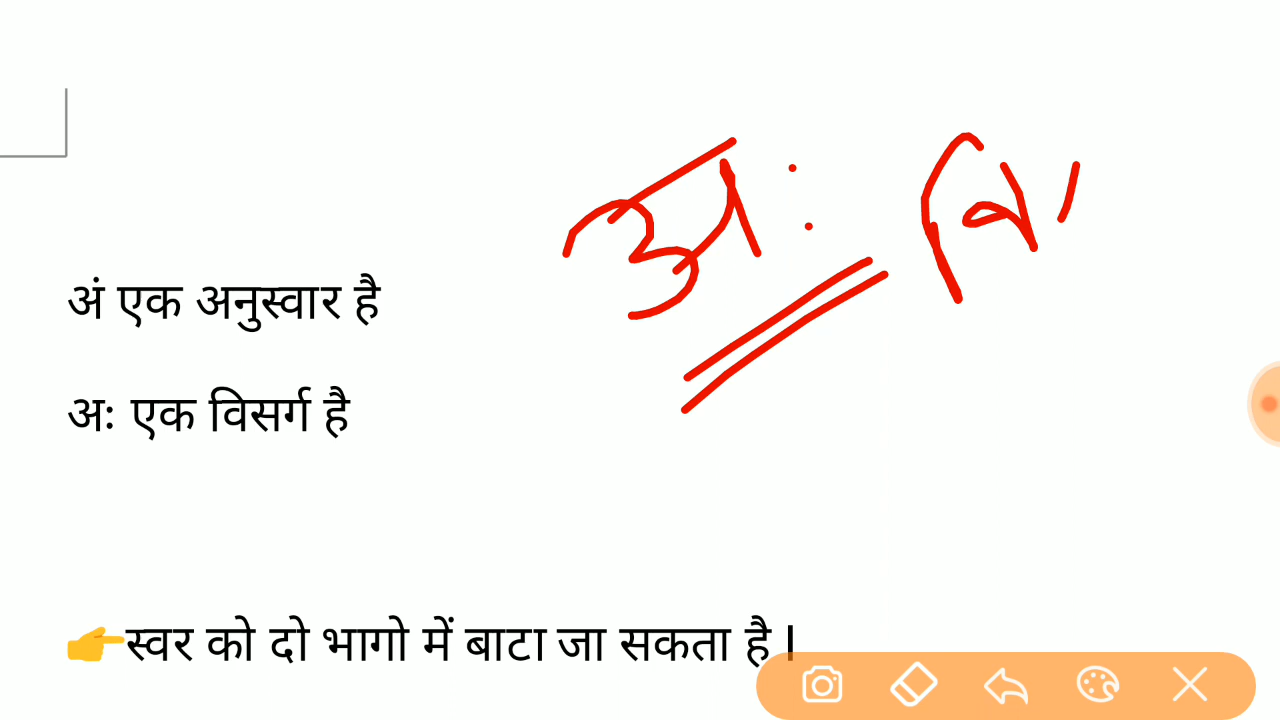 अः वि
अं एक अनुस्वार है
अः एक विसर्ग है
👉स्वर को दो भागो में बाटा जा सकता है l